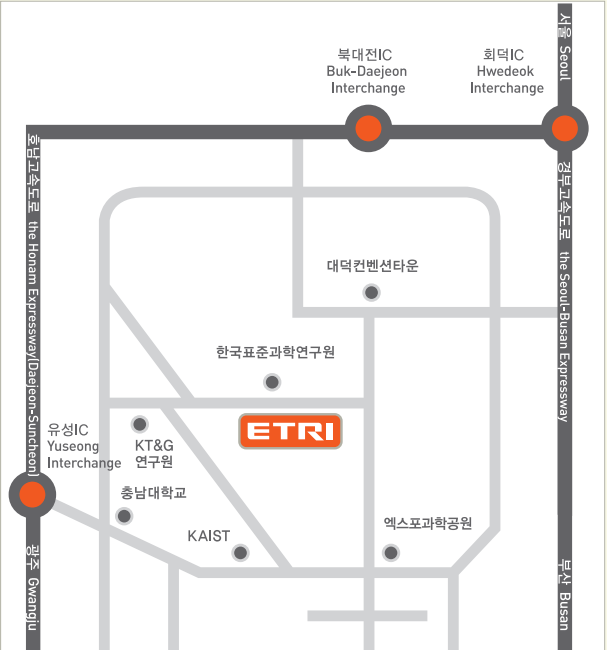 서울 Seoul
북대전IC
Buk-Daejeon
Interchange
회덕IC
Hwedeok
Interchange
호남고속도로 the Honam Expressway(Daejeon-Suncheon)
경부고속도로 the Seoul-Busan Expressway
대덕컨벤션타운
한국표준과학연구원
ETRI
유성IC
Yuseong
Interchange
KT&G
연구원
충남대학교
KAIST
엑스포과학공원
광주 Gwangju
부산 Busan